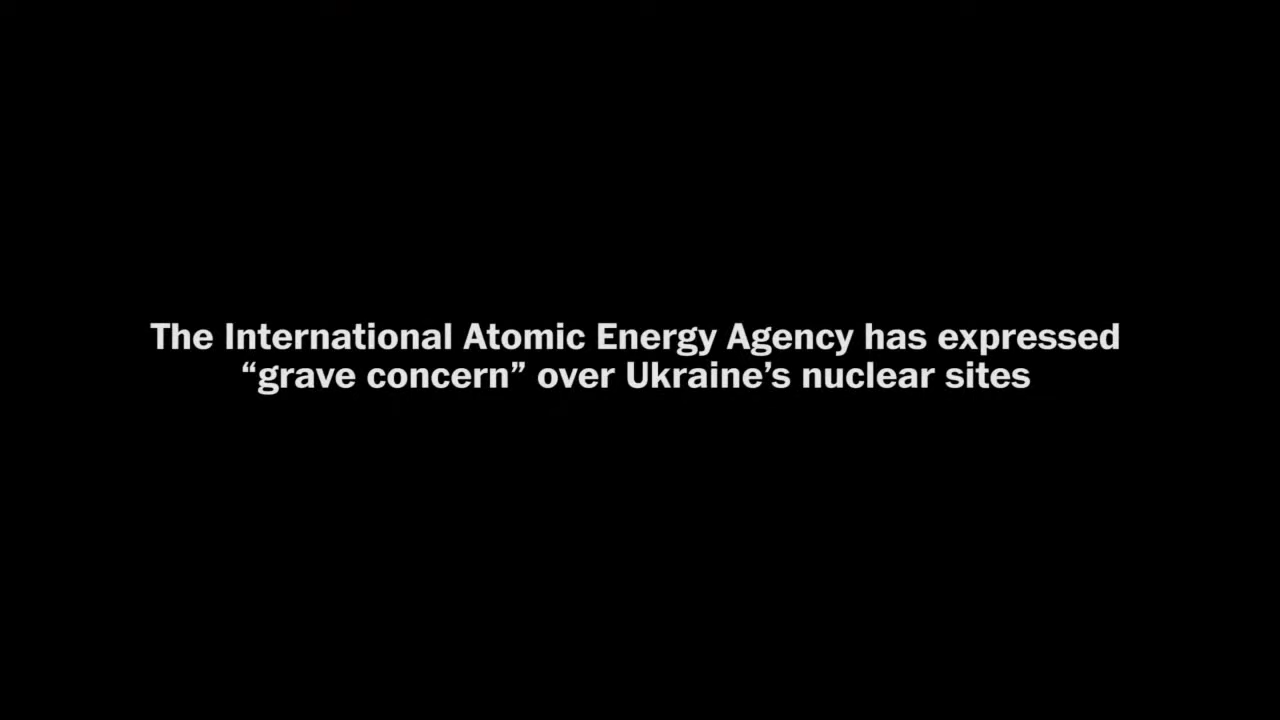 The International Atomic Energy Agency has expressed
“grave concern” over Ukraine’s nuclear sites